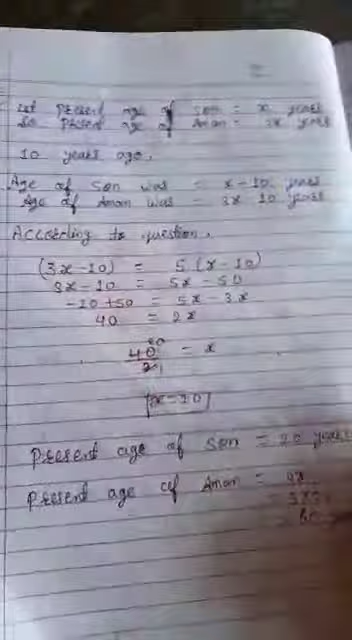 Let Present age of Son = x years
So Present age of Aman = 3x years
10 years ago,
Age of Son was = x-10 years
Age of Aman was = 3x 10 years
According to question,
(3x-10) = 5(x-10)
3x-10 = 5x-50
-10+50 = 5x-3x
40 = 2x
20
40 = x
2 1
x=20
Present age of Son = 20 years
Present age of Aman =
= 60